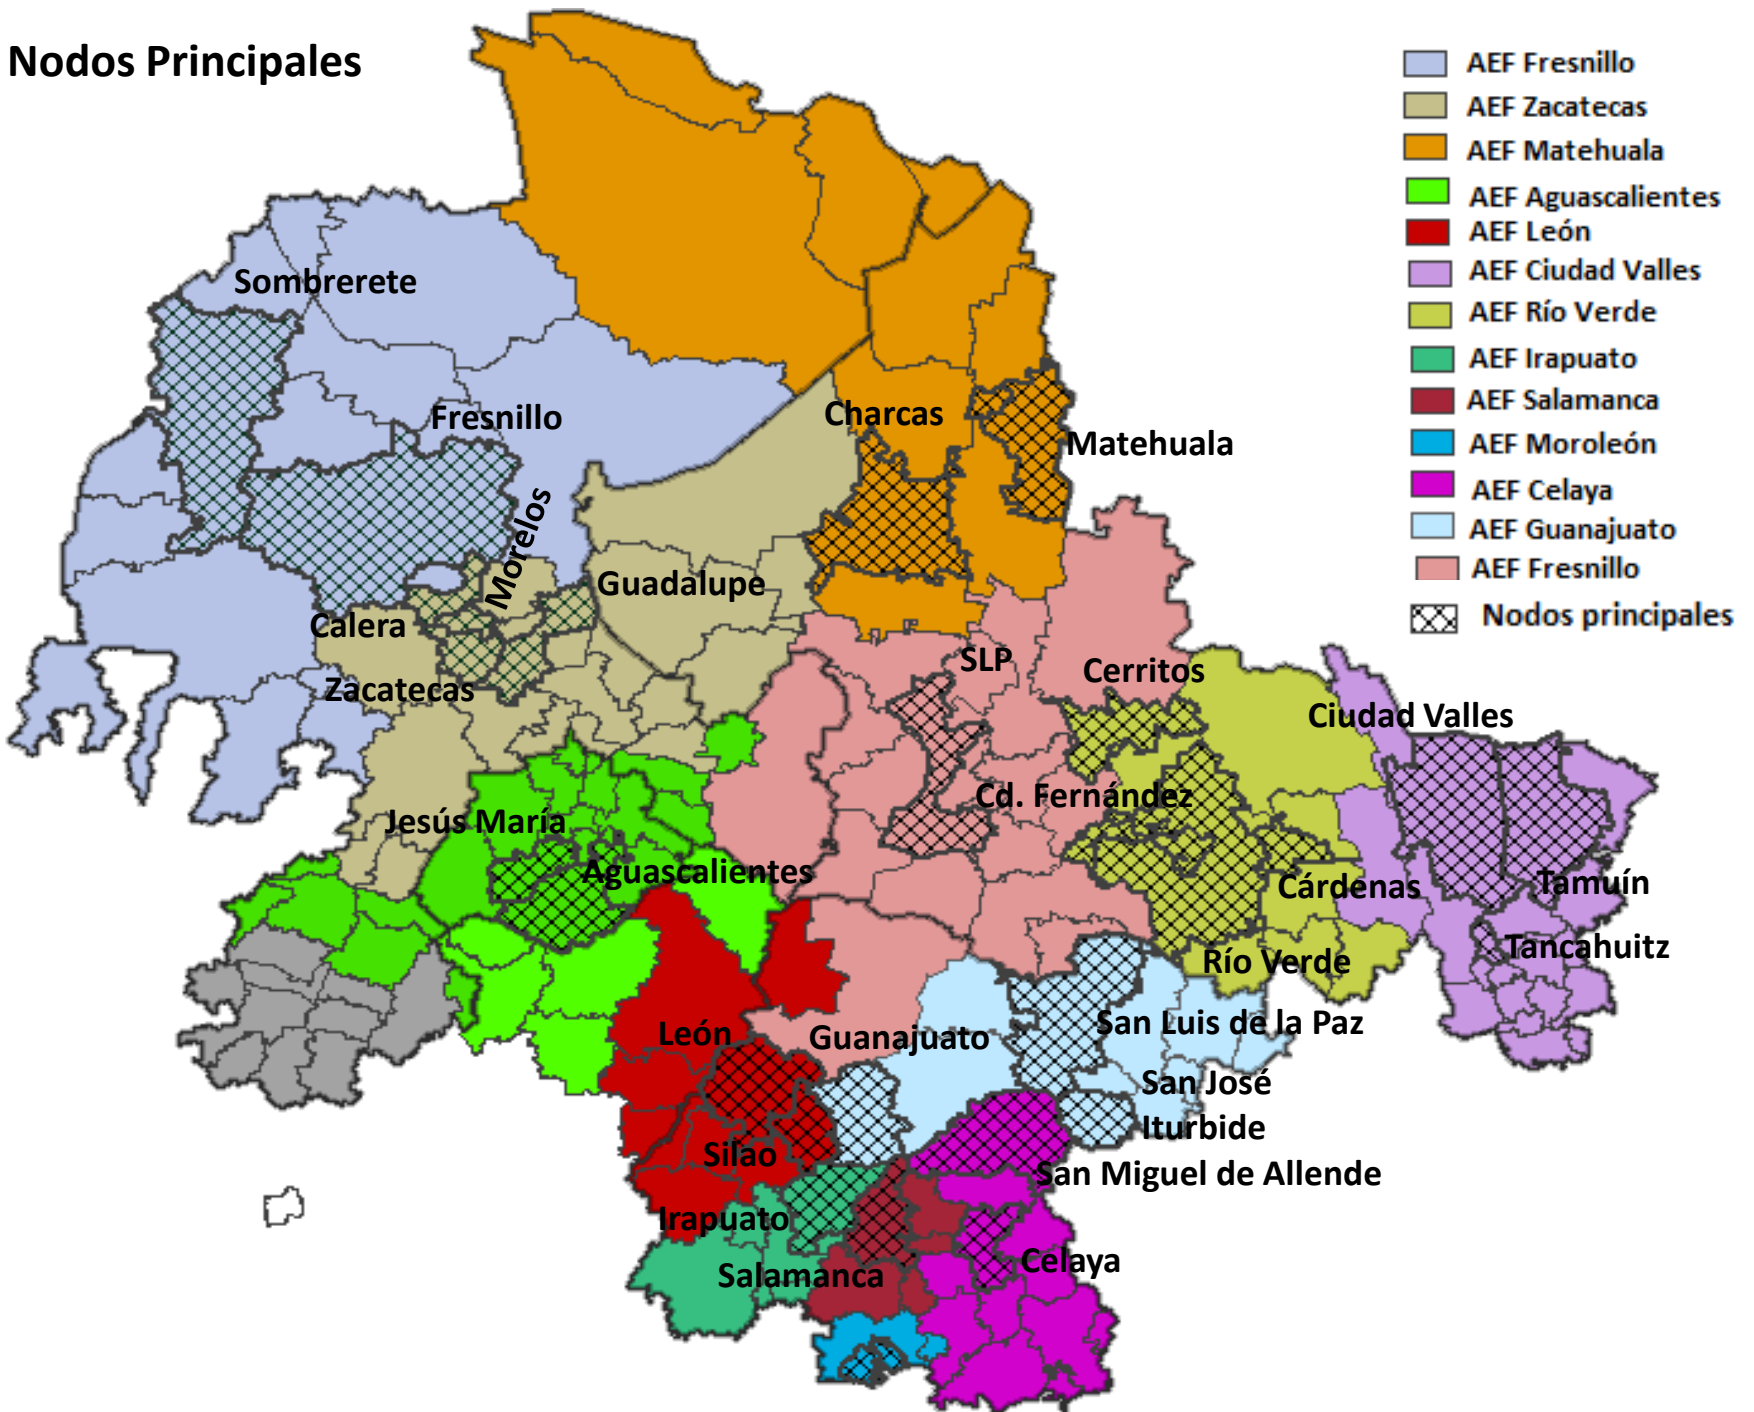 Nodos Principales
AEF Fresnillo
AEF Zacatecas
AEF Matehuala
AEF Aguascalientes
AEF León
AEF Ciudad Valles
AEF Río Verde
AEF Irapuato
AEF Salamanca
AEF Moroleón
AEF Celaya
AEF Guanajuato
AEF Fresnillo
Nodos principales
Sombrerete
Fresnillo
Charcas
Matehuala
Morelos
Guadalupe
Calera
Zacatecas
SLP
Cerritos
Ciudad Valles
Cd. Fernández
Jesús María
Aguascalientes
Cárdenas
Tamuín
Tancahuitz
Río Verde
León
Guanajuato
San Luis de la Paz
San José
Iturbide
Silao
San Miguel de Allende
Irapuato
Celaya
Salamanca